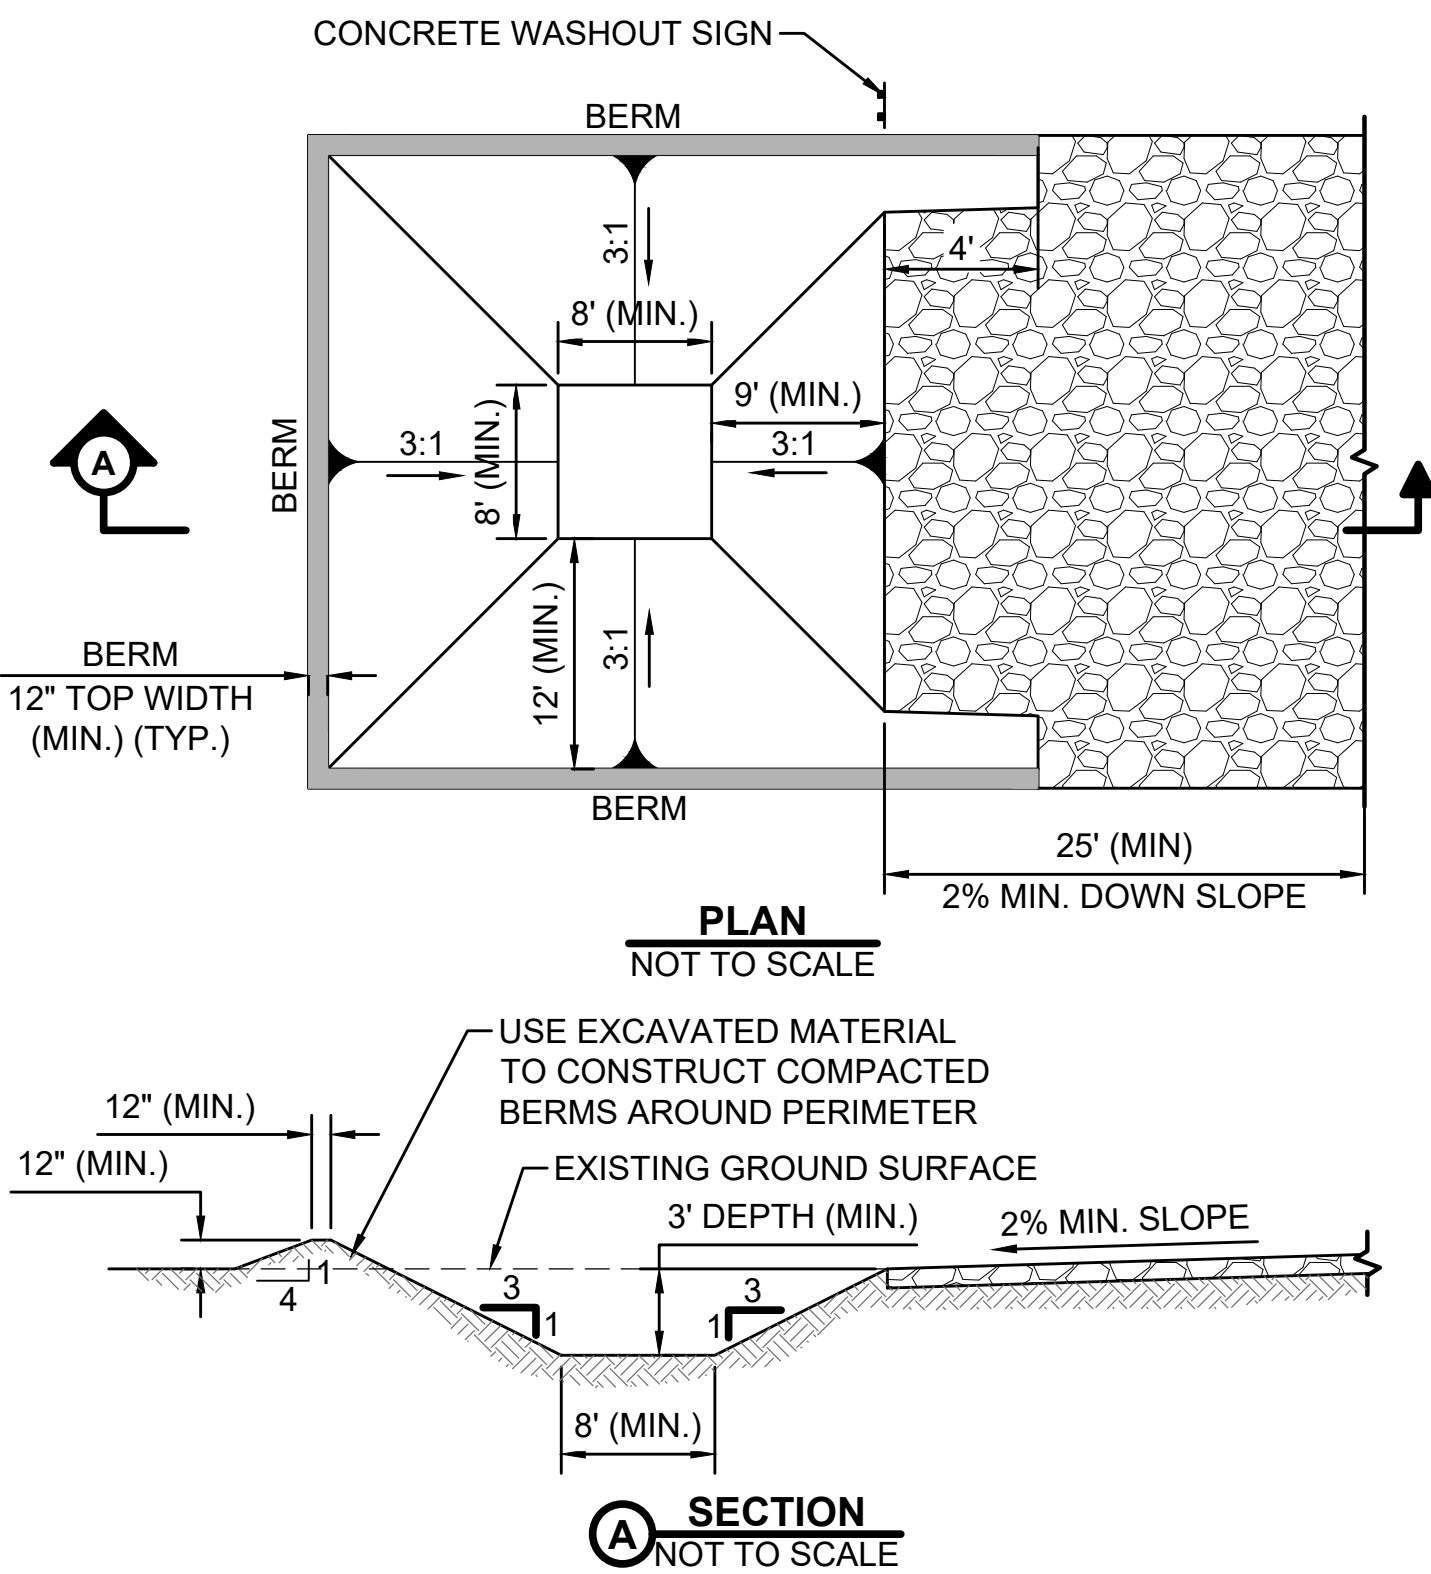 CONCRETE WASHOUT SIGN
BERM
3:1
4'
8' (MIN.)
9' (MIN.)
BERM
A
3:1
8' (MIN.)
3:1
12' (MIN.)
3:1
BERM
12" TOP WIDTH
(MIN.) (TYP.)
BERM
25' (MIN)
2% MIN. DOWN SLOPE
PLAN
NOT TO SCALE
USE EXCAVATED MATERIAL
TO CONSTRUCT COMPACTED
BERMS AROUND PERIMETER
12" (MIN.)
12" (MIN.)
EXISTING GROUND SURFACE
3' DEPTH (MIN.)
2% MIN. SLOPE
1
4
3
1
3
1
8' (MIN.)
A
SECTION
NOT TO SCALE